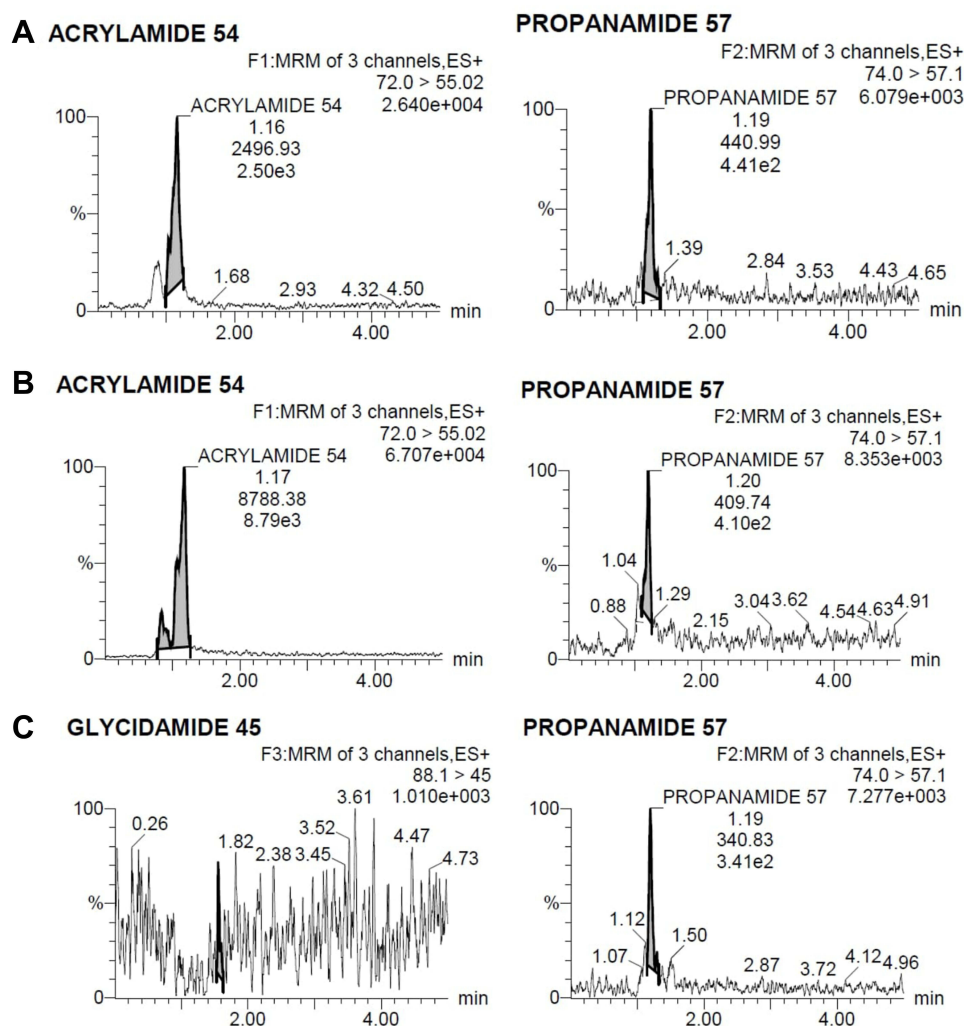 A ACRYLAMIDE 54
F1:MRM of 3 channels,ES+
72.0 > 55.02
2.640e+004
ACRYLAMIDE 54
1.16
2496.93
2.50e3
100
%
0
1.68
2.93
4.32
4.50
min
2.00
4.00
PROPANAMIDE 57
F2:MRM of 3 channels,ES+
74.0 > 57.1
6.079e+003
PROPANAMIDE 57
1.19
440.99
4.41e2
100
%
0
1.39
2.84
3.53
4.43
4.65
min
2.00
4.00
B ACRYLAMIDE 54
F1:MRM of 3 channels,ES+
72.0 > 55.02
6.707e+004
ACRYLAMIDE 54
1.17
8788.38
8.79e3
100
%
0
min
2.00
4.00
PROPANAMIDE 57
F2:MRM of 3 channels,ES+
74.0 > 57.1
8.353e+003
PROPANAMIDE 57
1.20
409.74
4.10e2
100
%
0
1.04
0.88
1.29
2.15
3.04
3.62
4.54
4.63
4.91
min
2.00
4.00
C GLYCIDAMIDE 45
F3:MRM of 3 channels,ES+
88.1 > 45
1.010e+003
100
%
0
0.26
1.82
2.38
3.45
3.52
3.61
4.47
4.73
min
2.00
4.00
PROPANAMIDE 57
F2:MRM of 3 channels,ES+
74.0 > 57.1
7.277e+003
PROPANAMIDE 57
1.19
340.83
3.41e2
100
%
0
1.12
1.07
1.50
2.87
3.72
4.12
4.96
min
2.00
4.00